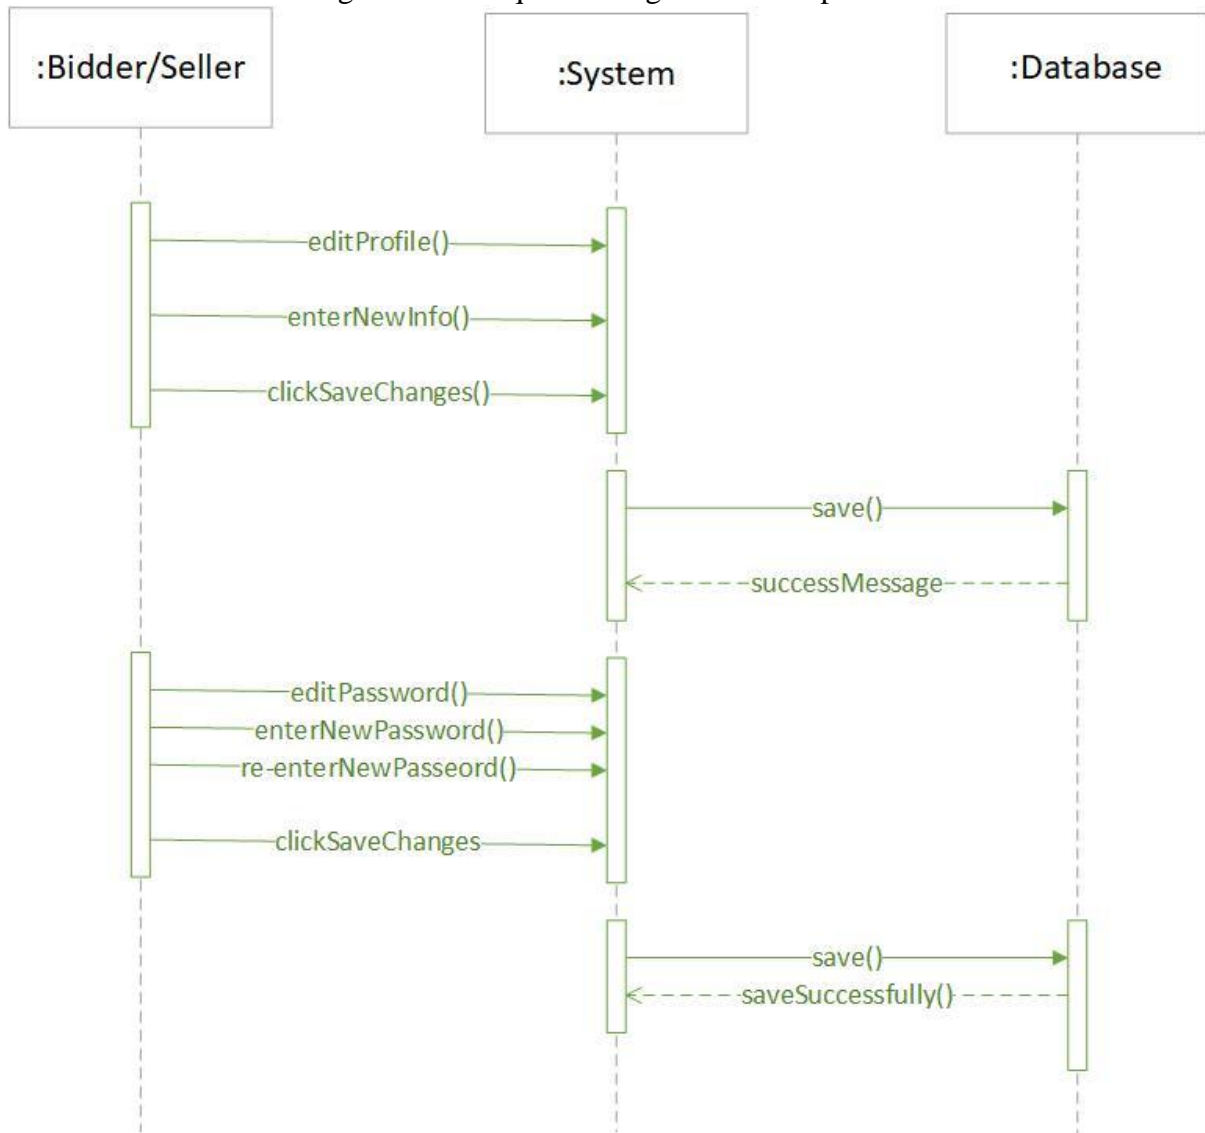 :Bidder/Seller
:System
:Database
editProfile()
enterNewInfo()
clickSaveChanges()
save()
successMessage
editPassword()
enterNewPassword()
re-enterNewPasseord()
clickSaveChanges
save()
saveSuccessfully()